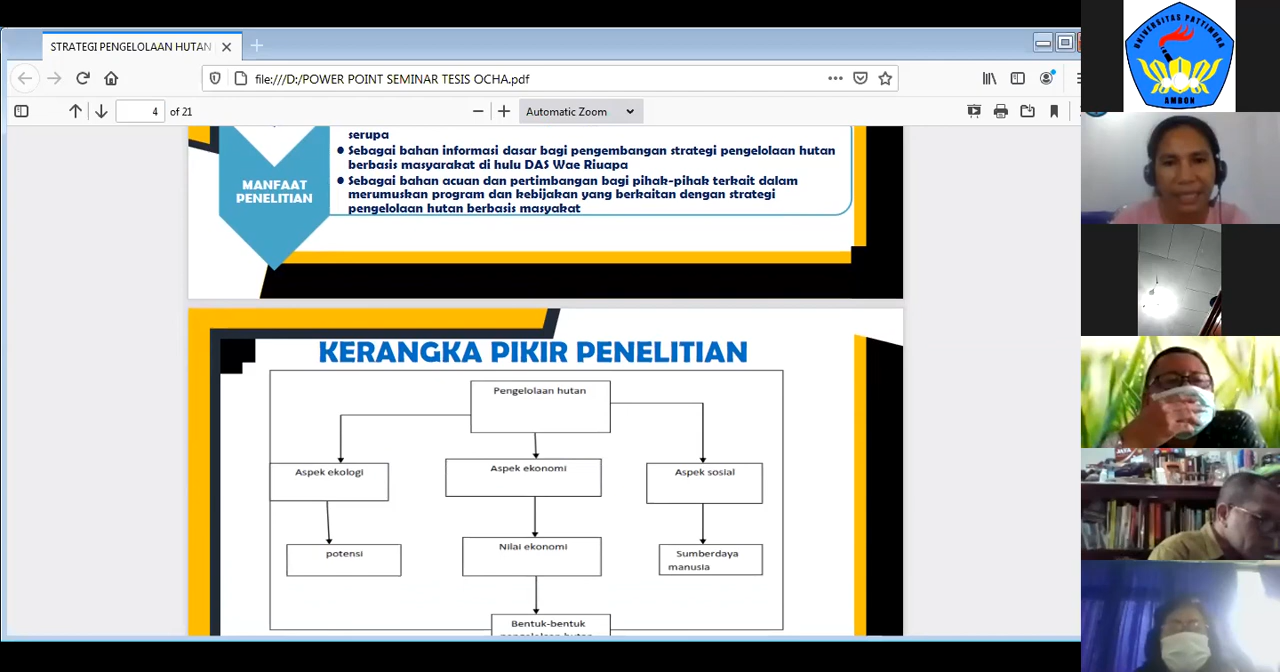 STRATEGI PENGELOLAAN HUTAN
file:///D:/POWER POINT SEMINAR TESIS OCHA.pdf
4 of 21
Automatic Zoom
serupa
Sebagai bahan informasi dasar bagi pengembangan strategi pengelolaan hutan
berbasis masyarakat di hulu DAS Wae Riuapa
Sebagai bahan acuan dan pertimbangan bagi pihak-pihak terkait dalam
merumuskan program dan kebijakan yang berkaitan dengan strategi
pengelolaan hutan berbasis masyakat
MANFAAT
PENELITIAN
KERANGKA PIKIR PENELITIAN
Pengelolaan hutan
Aspek ekologi
Aspek ekonomi
Aspek sosial
potensi
Nilai ekonomi
Sumberdaya
manusia
Bentuk-bentuk
pengelolaan hutan
UNIVERSITAS PATTIMURA
AMBON